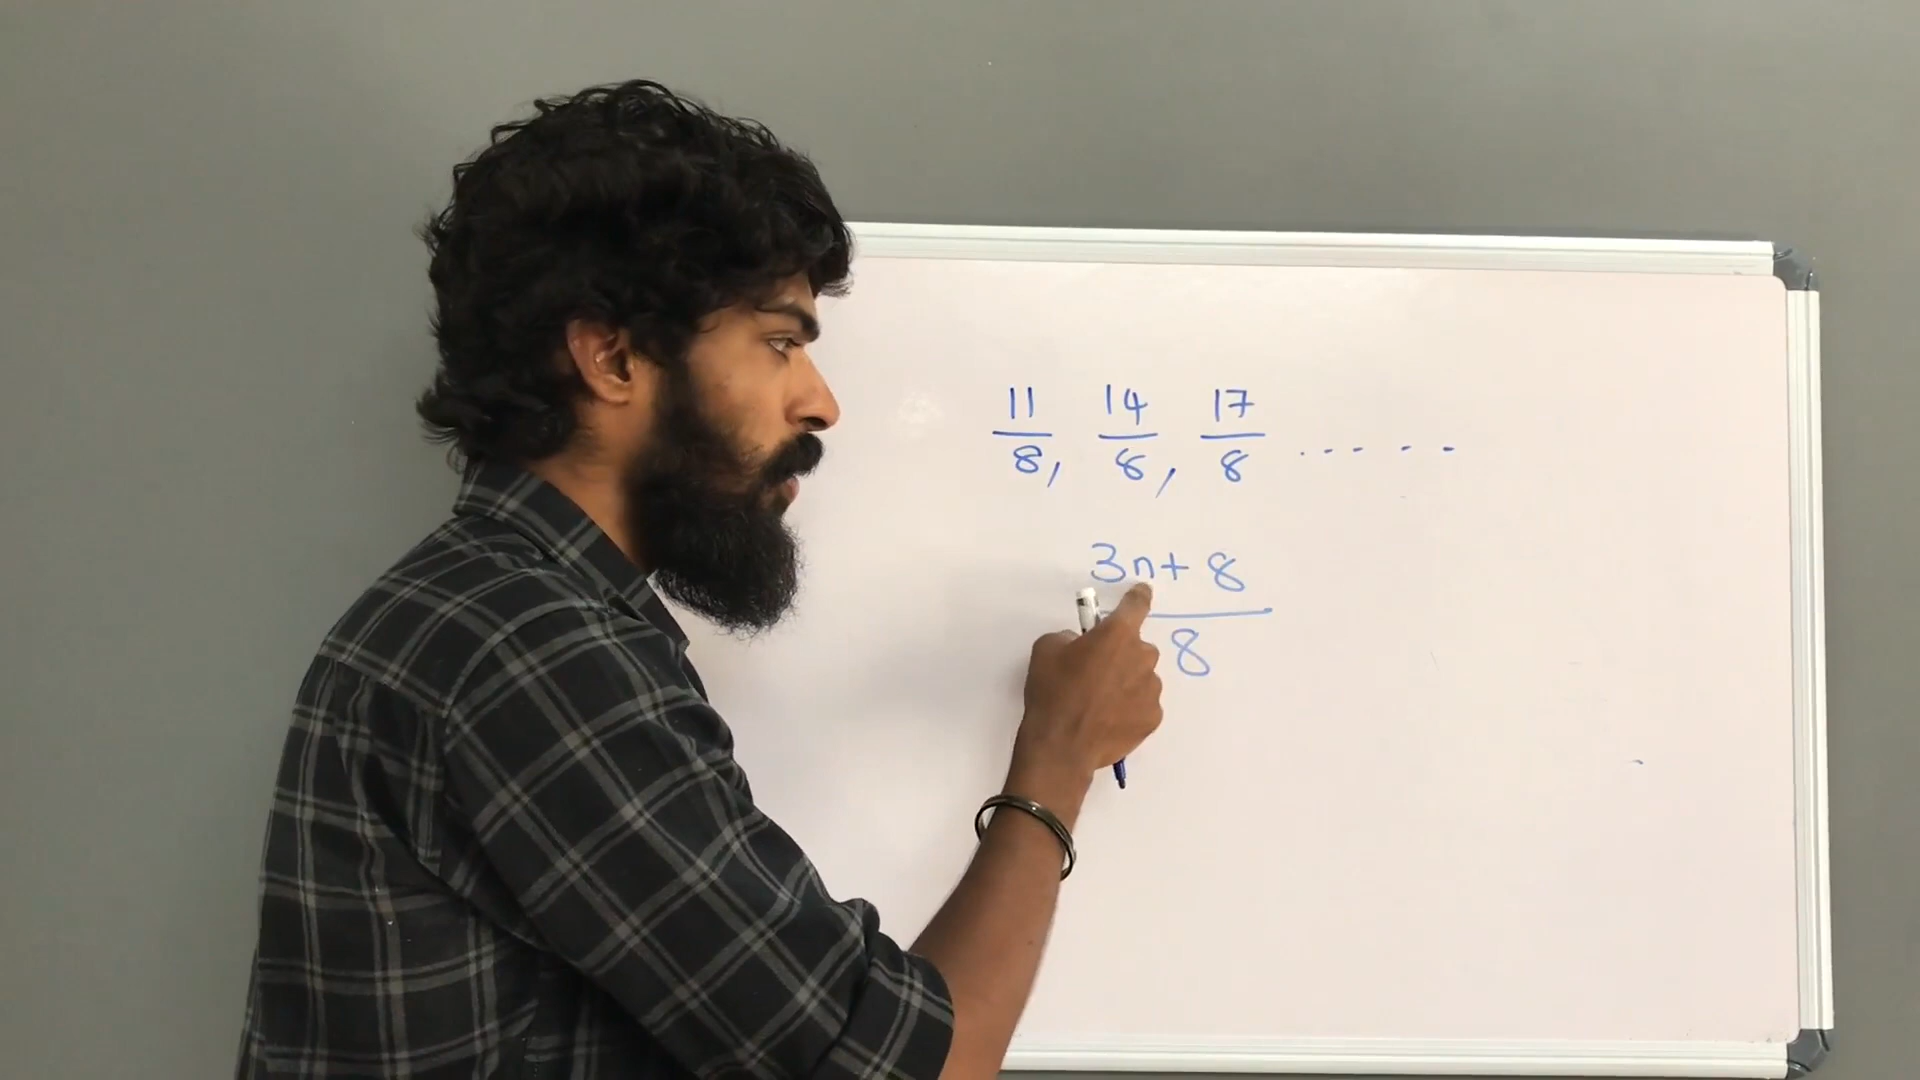 11/8, 14/8, 17/8 .......
3n+8
8